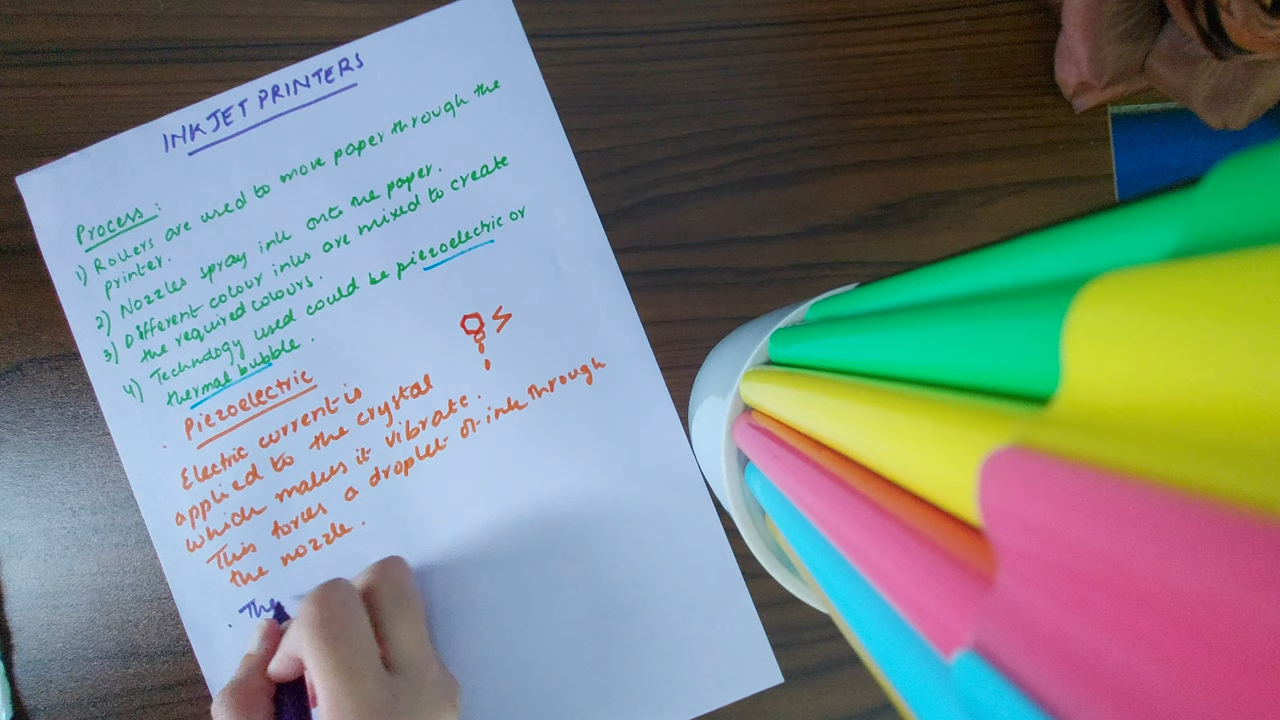 INKJET PRINTERS
Process:
1) Rollers are used to move paper through the
printer.
2) Nozzles spray ink onto the paper.
3) Different colour inks are mixed to create
the required colours.
4) Technology used could be piezoelectric or
thermal bubble.
. Piezoelectric
Electric current is
applied to the crystal
which makes it vibrate.
This forces a droplet of ink through
the nozzle.
. The